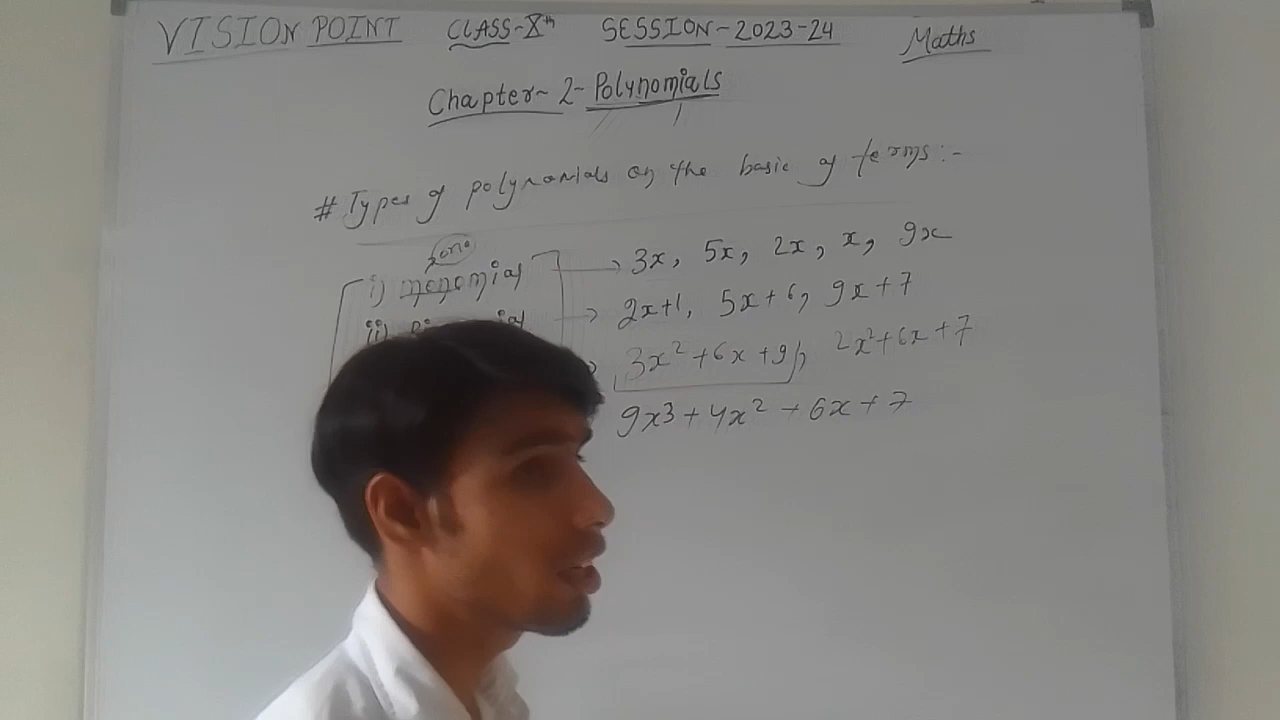 VISION POINT CLASS-Xth SESSION-2023-24 Maths
Chapter-2-Polynomials
# Types of polynomials on the basic of terms:-
one
i) monomial → 3x, 5x, 2x, x, 9x
ii) → 2x+1, 5x+6, 9x+7
3x²+6x+9, 2x²+6x+7
9x³+4x²+6x+7